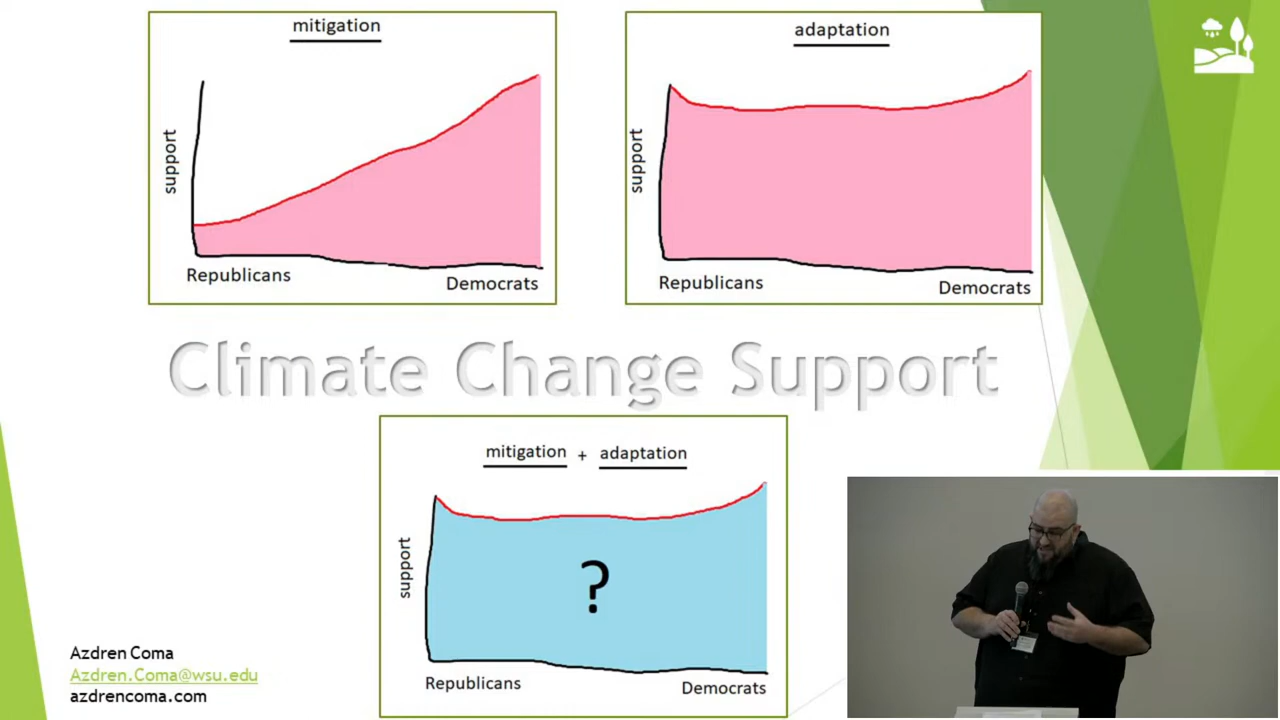 mitigation
support
Republicans
Democrats
adaptation
support
Republicans
Democrats
Climate Change Support
mitigation + adaptation
support
?
Republicans
Democrats
Azdren Coma
Azdren.Coma@wsu.edu
azdrencoma.com